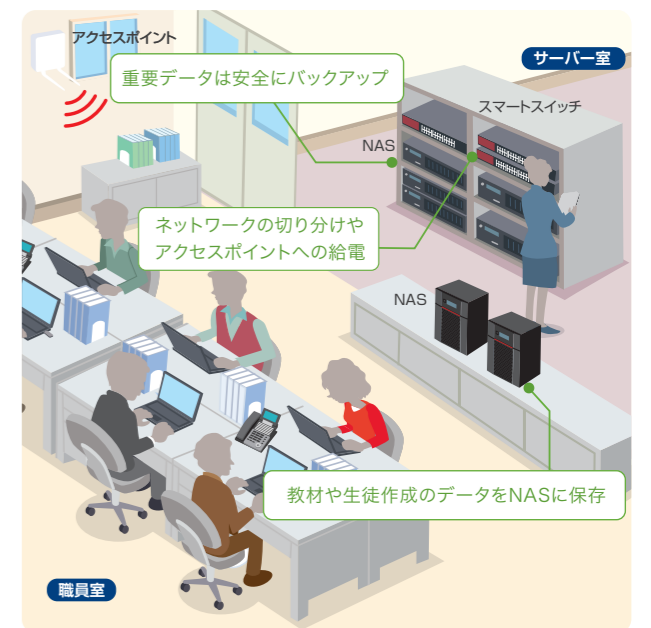 アクセスポイント
サーバー室
重要データは安全にバックアップ
スマートスイッチ
NAS
ネットワークの切り分けや
アクセスポイントへの給電
NAS
教材や生徒作成のデータをNASに保存
職員室